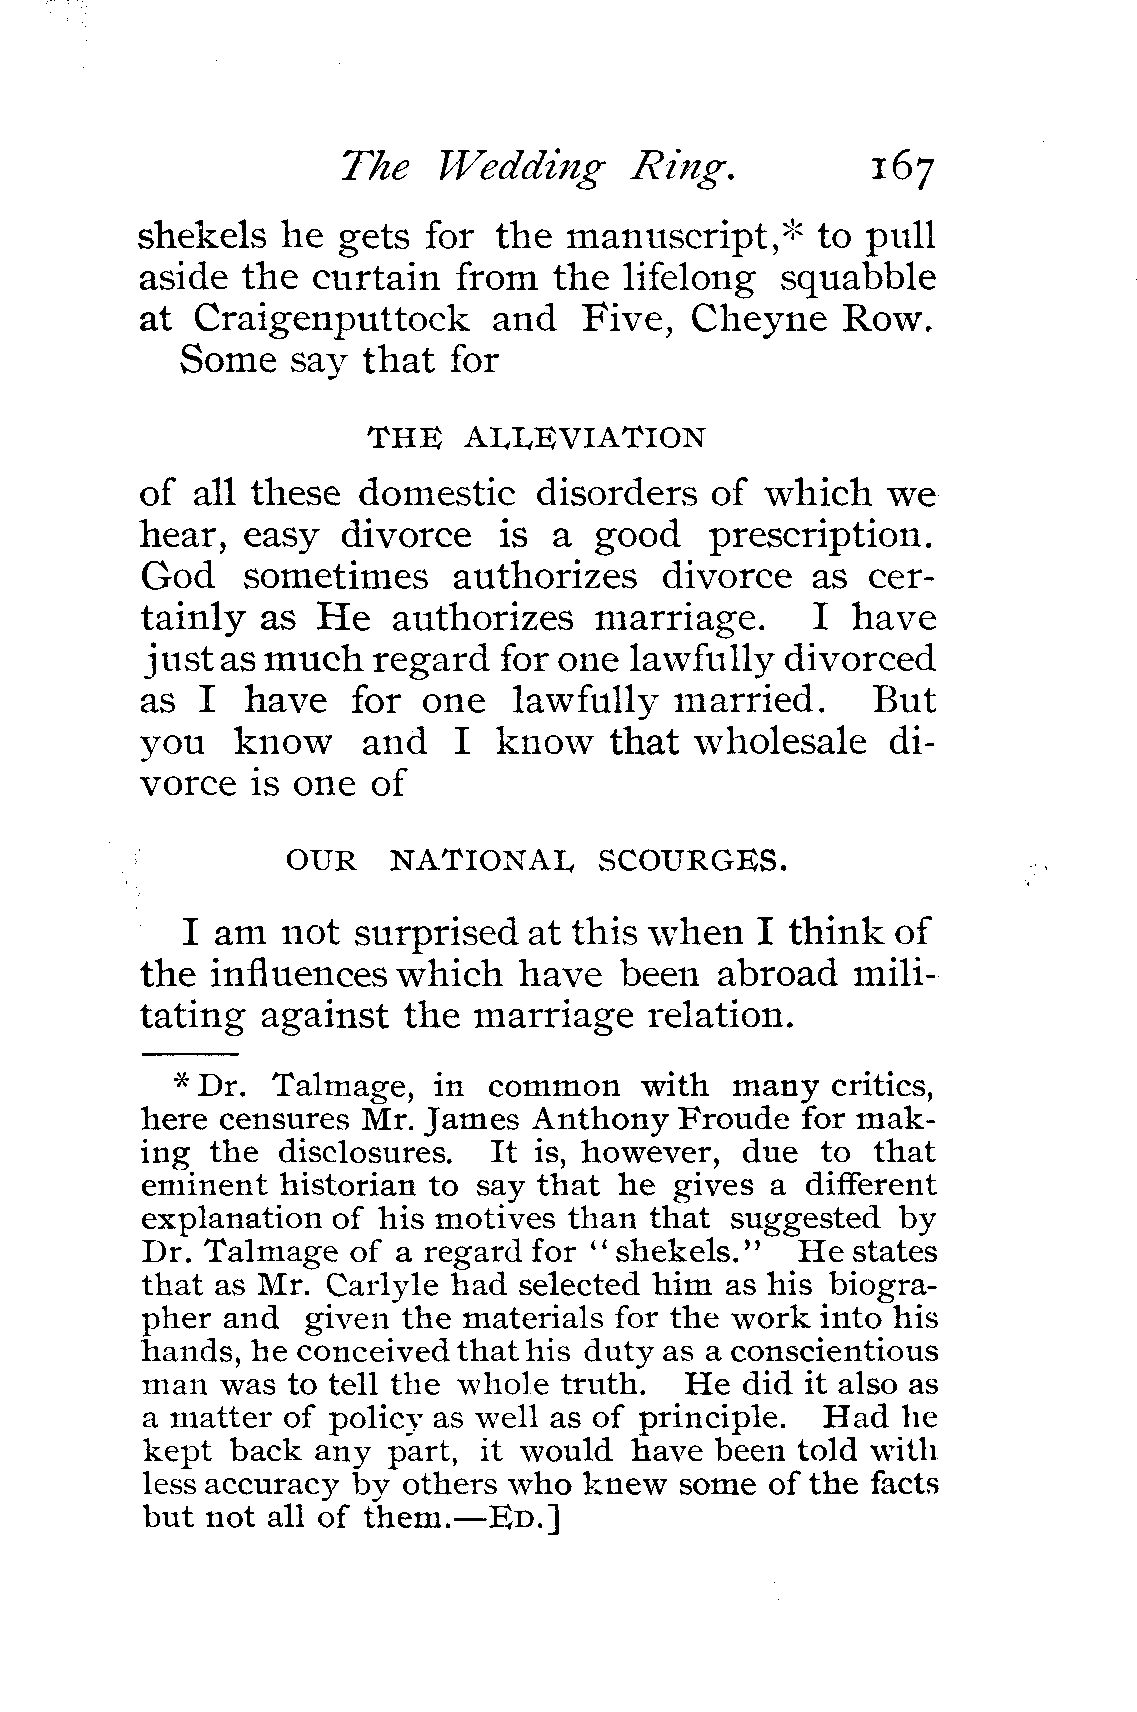 The Wedding Ring. 167
shekels he gets for the manuscript,* to pull
aside the curtain from the lifelong squabble
at Craigenputtock and Five, Cheyne Row.
Some say that for
THE ALLEVIATION
of all these domestic disorders of which we
hear, easy divorce is a good prescription.
God sometimes authorizes divorce as cer-
tainly as He authorizes marriage. I have
just as much regard for one lawfully divorced
as I have for one lawfully married. But
you know and I know that wholesale di-
vorce is one of
OUR NATIONAL SCOURGES.
I am not surprised at this when I think of
the influences which have been abroad mili-
tating against the marriage relation.
* Dr. Talmage, in common with many critics,
here censures Mr. James Anthony Froude for mak-
ing the disclosures. It is, however, due to that
eminent historian to say that he gives a different
explanation of his motives than that suggested by
Dr. Talmage of a regard for "shekels." He states
that as Mr. Carlyle had selected him as his biogra-
pher and given the materials for the work into his
hands, he conceived that his duty as a conscientious
man was to tell the whole truth. He did it also as
a matter of policy as well as of principle. Had he
kept back any part, it would have been told with
less accuracy by others who knew some of the facts
but not all of them.—ED.]